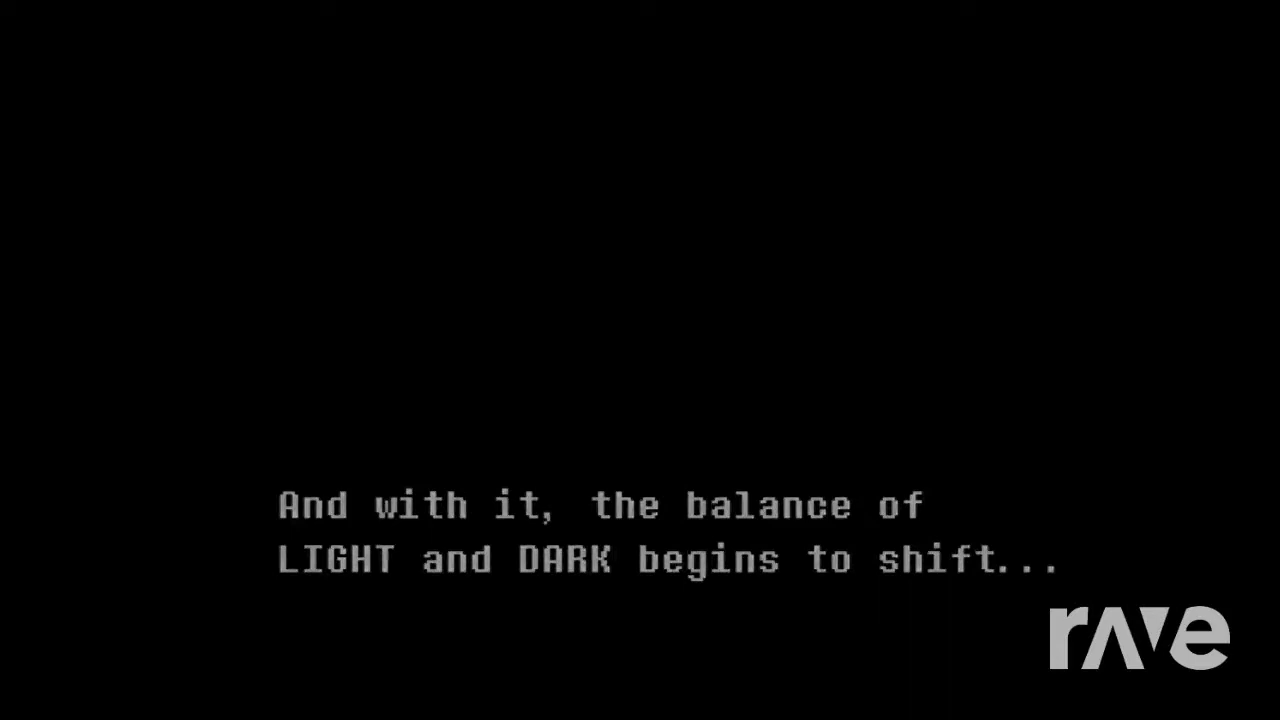 And with it, the balance of
LIGHT and DARK begins to shift...
rave